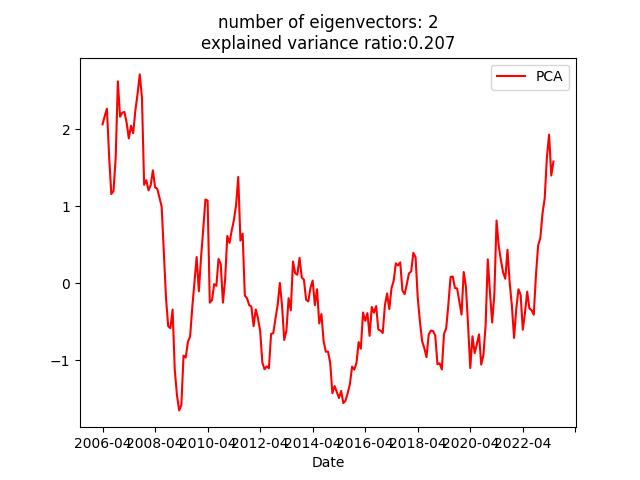 number of eigenvectors: 2
explained variance ratio:0.207
PCA
2
1
0
−1
2006-04 2008-04 2010-04 2012-04 2014-04 2016-04 2018-04 2020-04 2022-04
Date